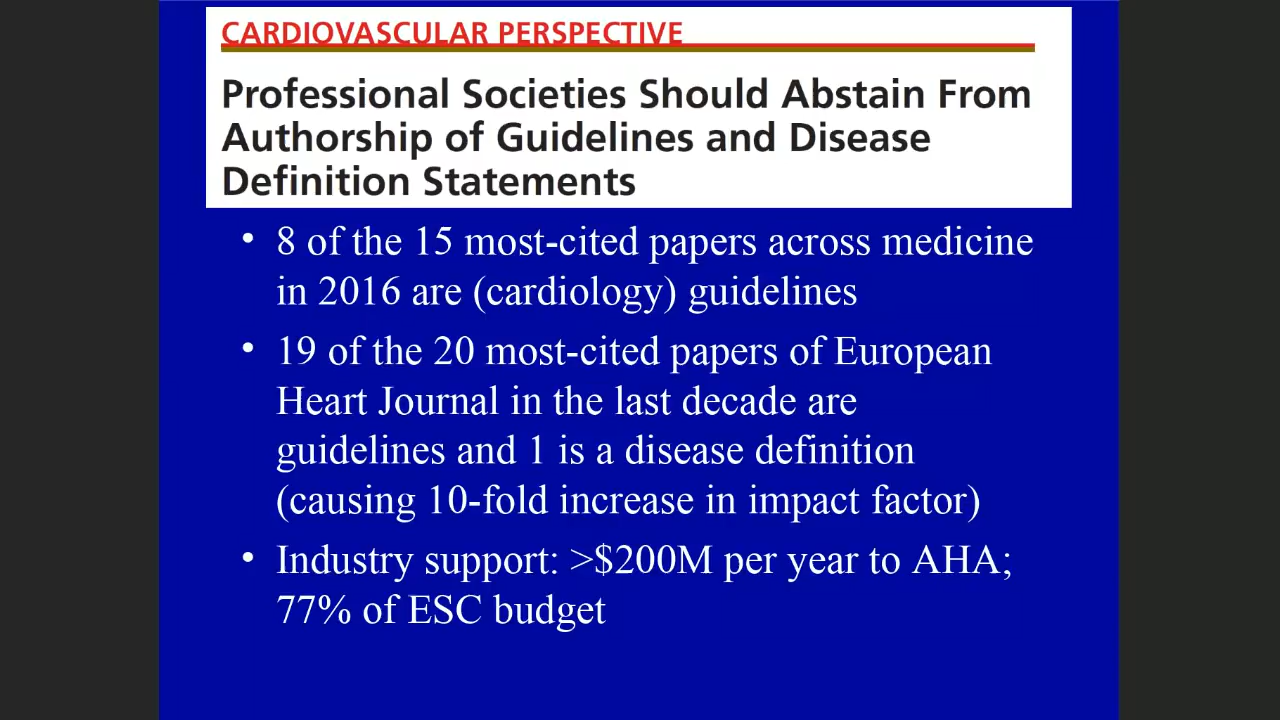 CARDIOVASCULAR PERSPECTIVE
Professional Societies Should Abstain From
Authorship of Guidelines and Disease
Definition Statements
• 8 of the 15 most-cited papers across medicine
in 2016 are (cardiology) guidelines
• 19 of the 20 most-cited papers of European
Heart Journal in the last decade are
guidelines and 1 is a disease definition
(causing 10-fold increase in impact factor)
• Industry support: >$200M per year to AHA;
77% of ESC budget